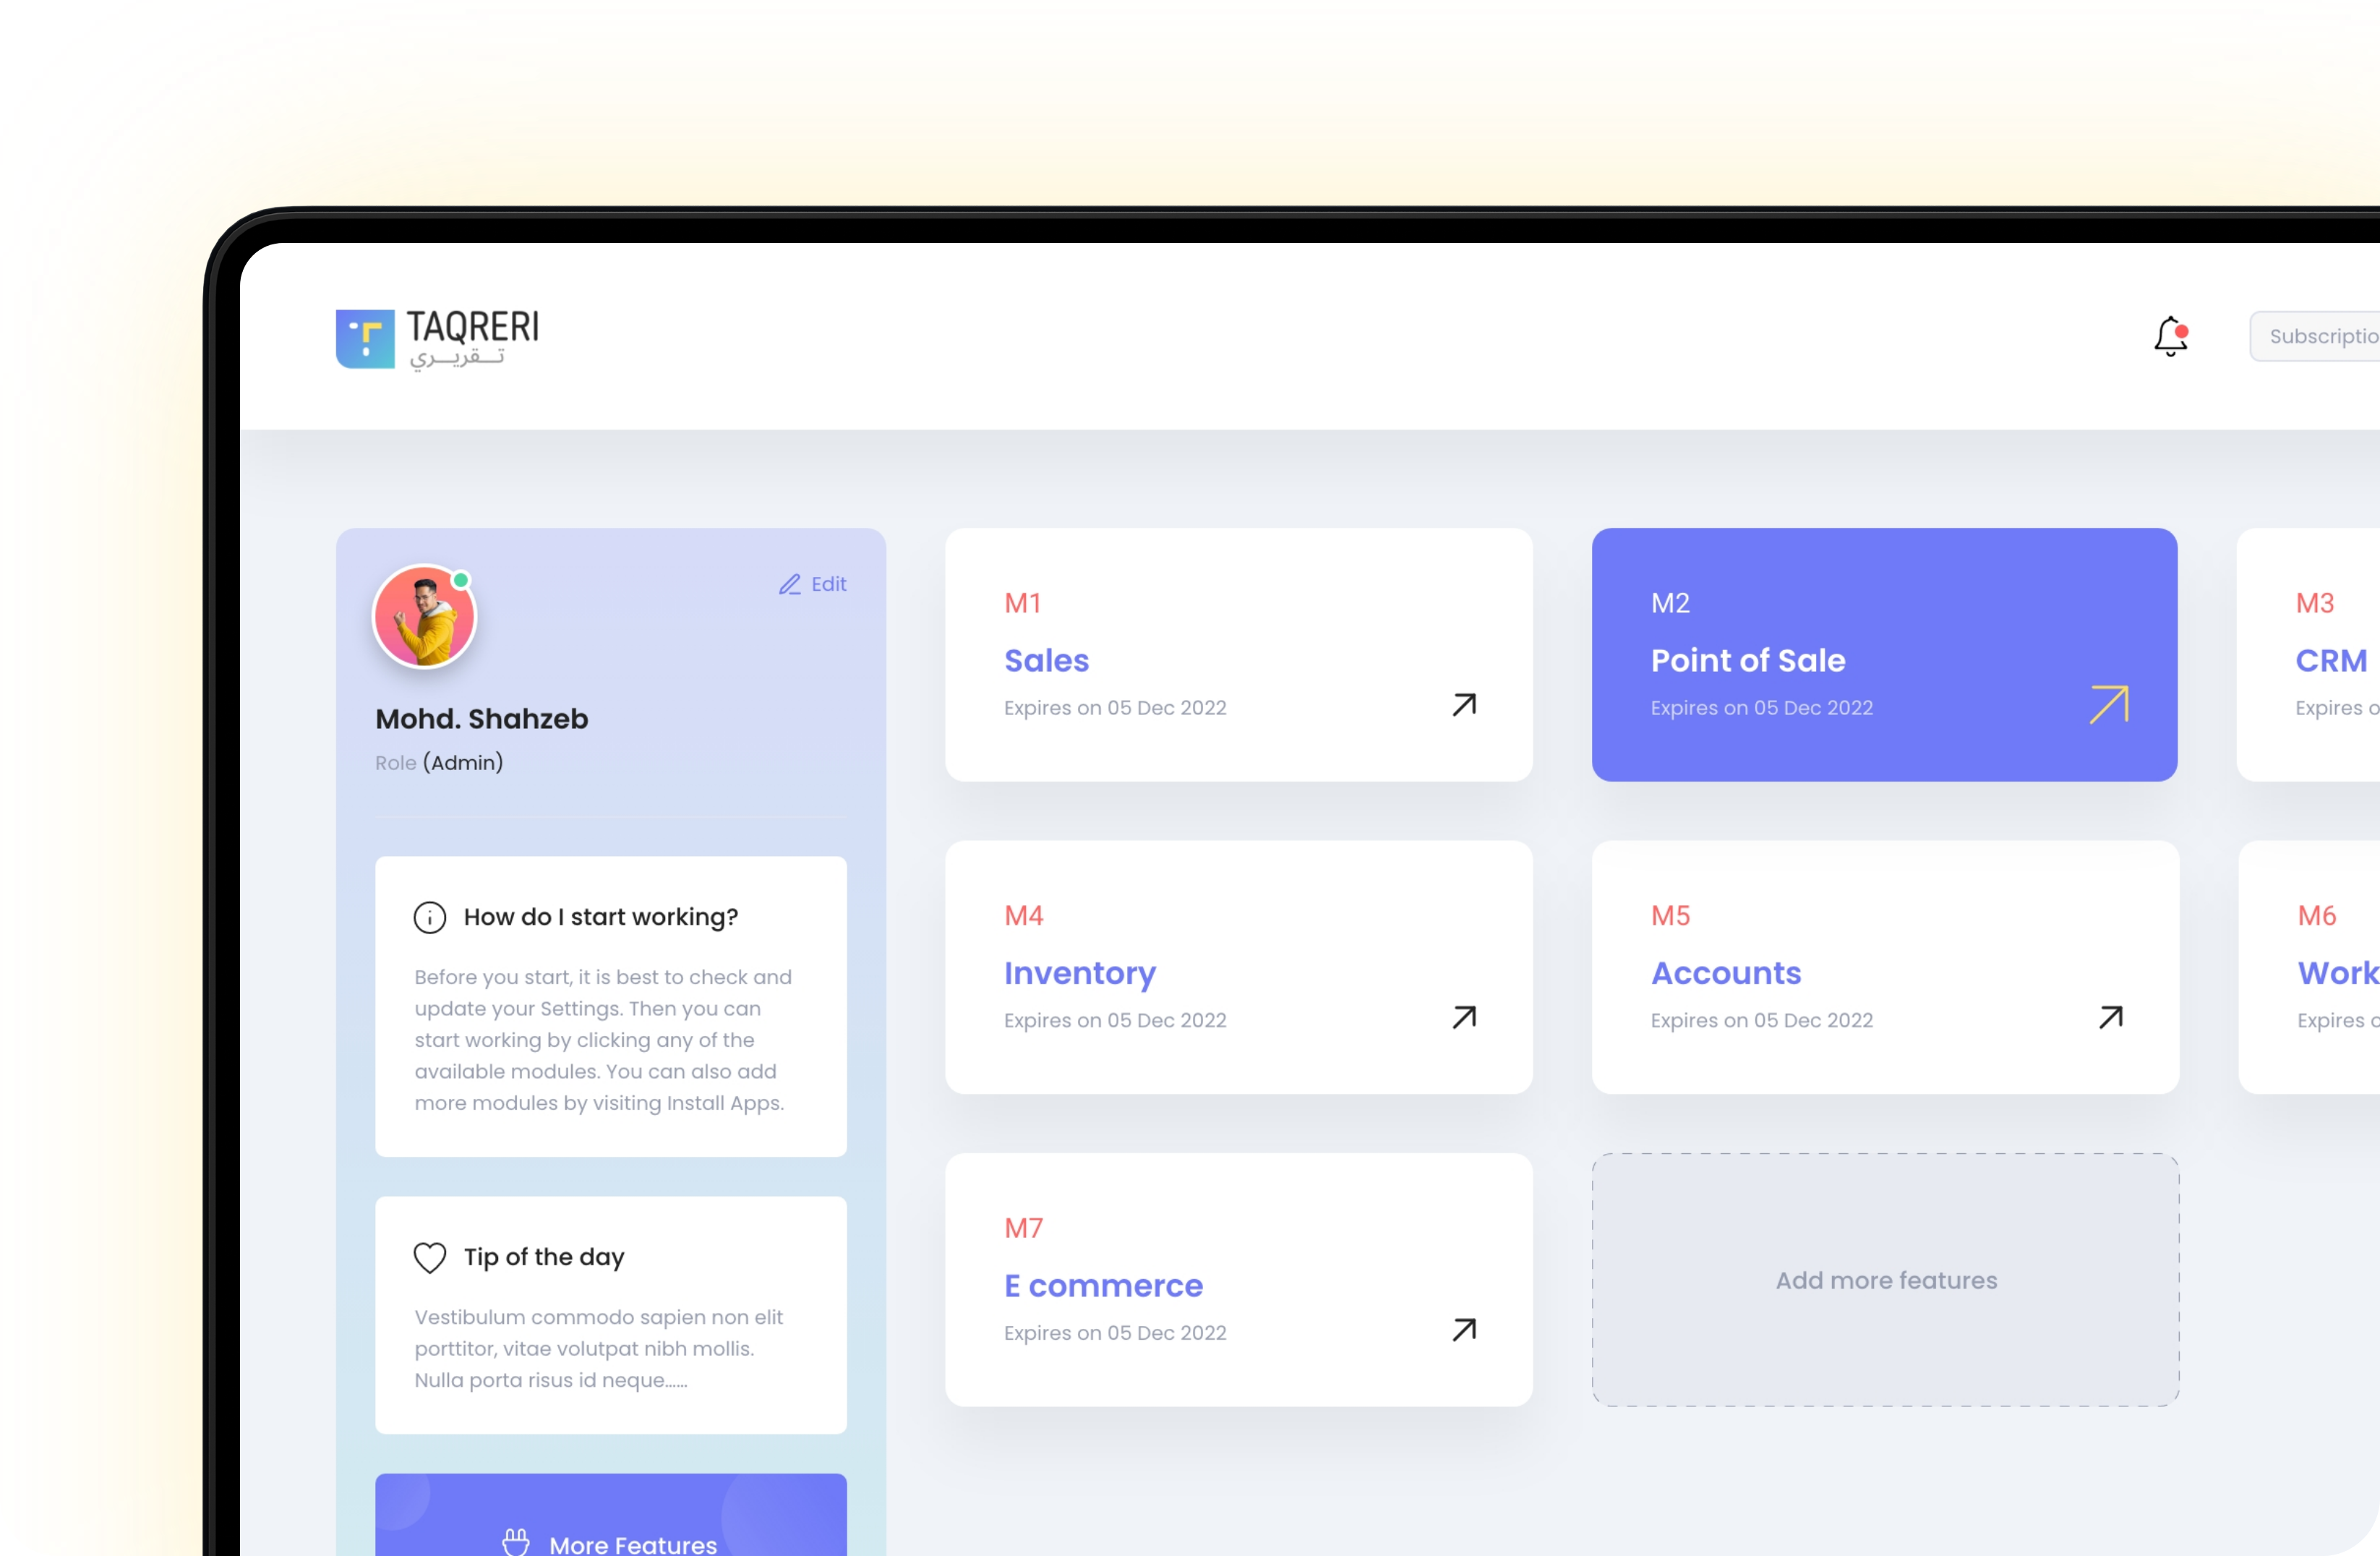 TAQRERI
تـــقريـــري
Subscriptio
Edit
Mohd. Shahzeb
Role (Admin)
How do I start working?
Before you start, it is best to check and
update your Settings. Then you can
start working by clicking any of the
available modules. You can also add
more modules by visiting Install Apps.
Tip of the day
Vestibulum commodo sapien non elit
porttitor, vitae volutpat nibh mollis.
Nulla porta risus id neque......
More Features
M1
Sales
Expires on 05 Dec 2022
M2
Point of Sale
Expires on 05 Dec 2022
M3
CRM
Expires o
M4
Inventory
Expires on 05 Dec 2022
M5
Accounts
Expires on 05 Dec 2022
M6
Work
Expires o
M7
E commerce
Expires on 05 Dec 2022
Add more features